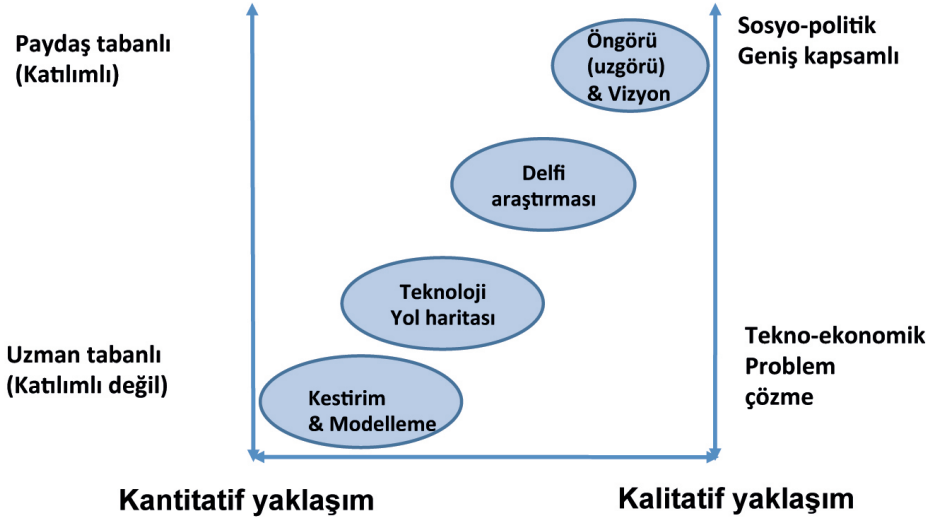 Paydaş tabanlı
(Katılımlı)
Öngörü
(uzgörü)
& Vizyon
Sosyo-politik
Geniş kapsamlı
Delfi
araştırması
Teknoloji
Yol haritası
Uzman tabanlı
(Katılımlı değil)
Kestirim
& Modelleme
Tekno-ekonomik
Problem
çözme
Kantitatif yaklaşım
Kalitatif yaklaşım